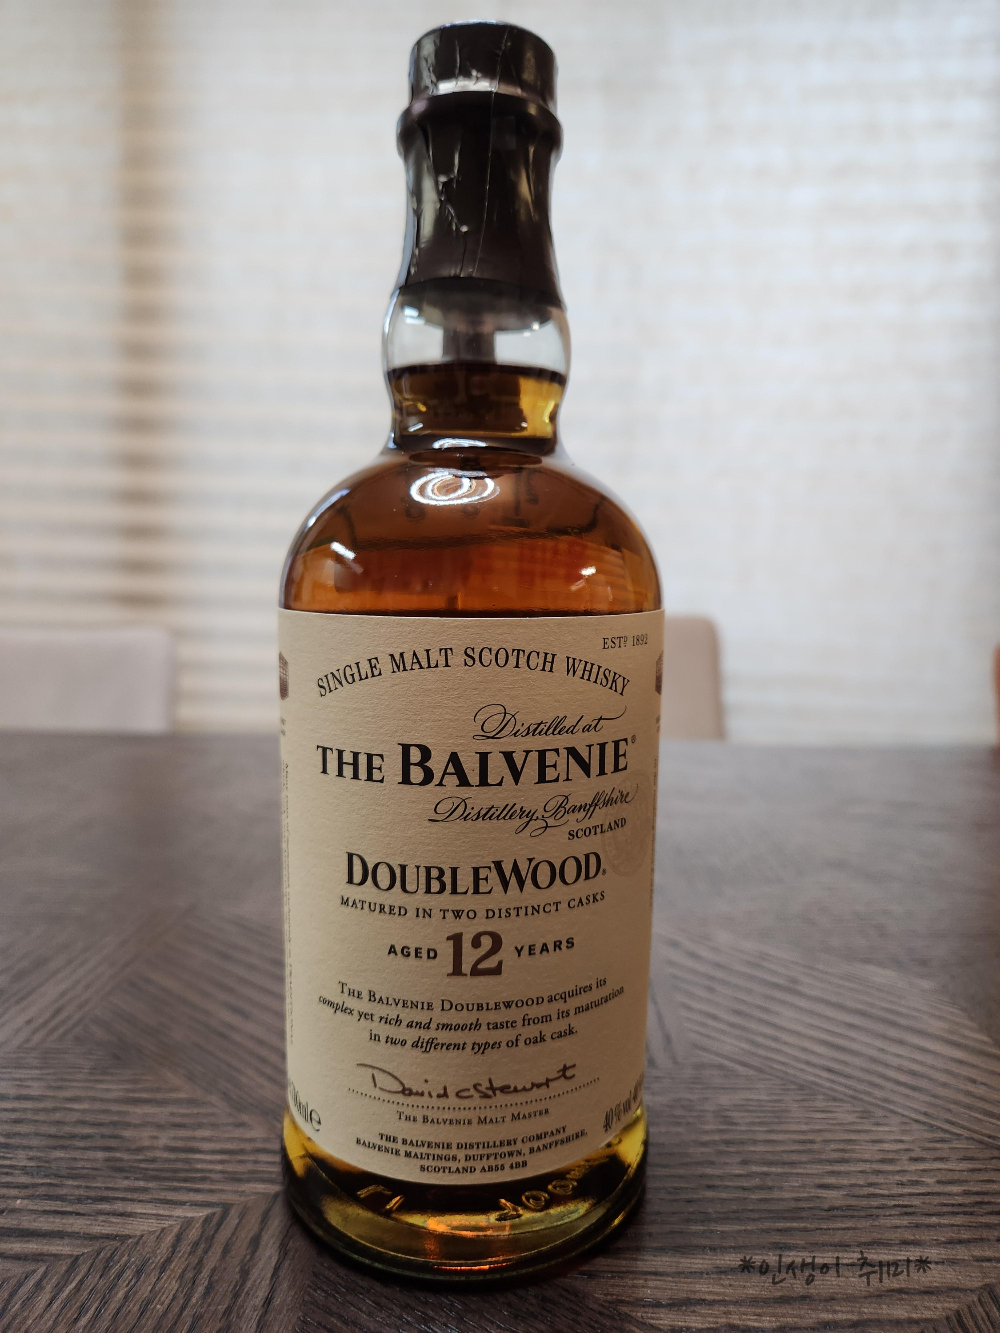 ESTD 1892
SINGLE MALT SCOTCH WHISKY
Distilled at
THE BALVENIE®
Distillery, Banffshire
SCOTLAND
DOUBLEWOOD®
MATURED IN TWO DISTINCT CASKS
AGED 12 YEARS
THE BALVENIE DOUBLEWOOD acquires its
complex yet rich and smooth taste from its maturation
in two different types of oak cask.
David C Stewart
THE BALVENIE MALT MASTER
40% vol
THE BALVENIE DISTILLERY COMPANY
BALVENIE MALTINGS, DUFFTOWN, BANFFSHIRE,
SCOTLAND AB55 4BB
*인생이 취미*